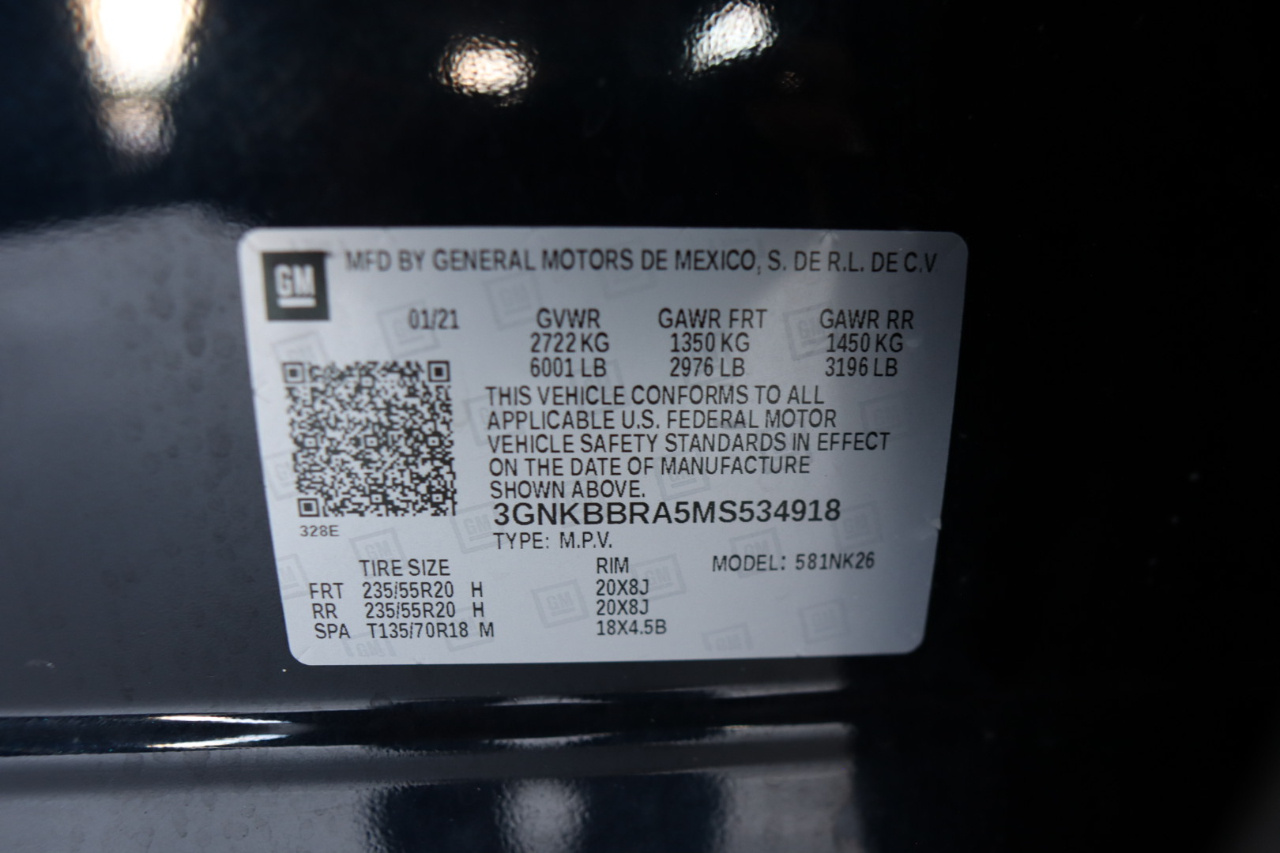 GM MFD BY GENERAL MOTORS DE MEXICO, S. DE R.L. DE C.V
01/21 GVWR GAWR FRT GAWR RR
2722 KG 1350 KG 1450 KG
6001 LB 2976 LB 3196 LB
THIS VEHICLE CONFORMS TO ALL
APPLICABLE U.S. FEDERAL MOTOR
VEHICLE SAFETY STANDARDS IN EFFECT
ON THE DATE OF MANUFACTURE
SHOWN ABOVE.
3GNKBBRA5MS534918
328E
TYPE: M.P.V.
TIRE SIZE RIM MODEL: 581NK26
FRT 235/55R20 H 20X8J
RR 235/55R20 H 20X8J
SPA T135/70R18 M 18X4.5B